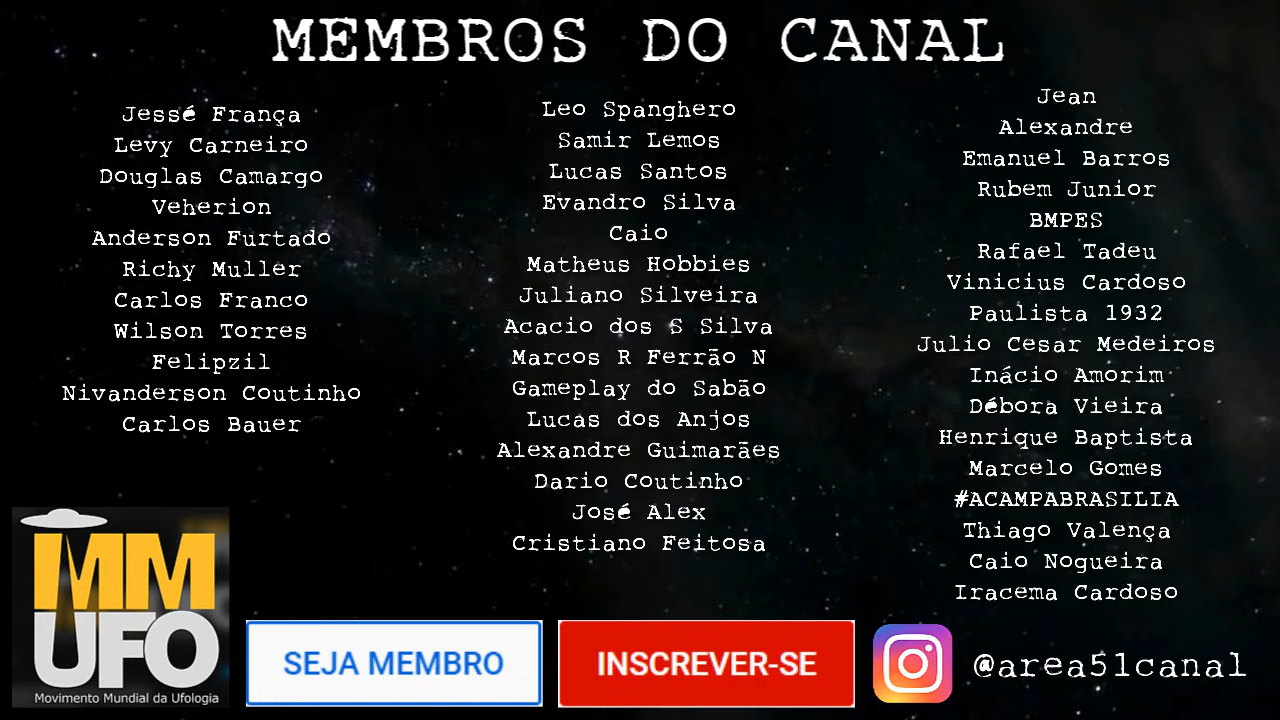 MEMBROS DO CANAL
Jessé França
Levy Carneiro
Douglas Camargo
Veherion
Anderson Furtado
Richy Muller
Carlos Franco
Wilson Torres
Felipzil
Nivanderson Coutinho
Carlos Bauer
Leo Spanghero
Samir Lemos
Lucas Santos
Evandro Silva
Caio
Matheus Hobbies
Juliano Silveira
Acacio dos S Silva
Marcos R Ferrão N
Gameplay do Sabão
Lucas dos Anjos
Alexandre Guimarães
Dario Coutinho
José Alex
Cristiano Feitosa
Jean
Alexandre
Emanuel Barros
Rubem Junior
BMPES
Rafael Tadeu
Vinicius Cardoso
Paulista 1932
Julio Cesar Medeiros
Inácio Amorim
Débora Vieira
Henrique Baptista
Marcelo Gomes
#ACAMPABRASILIA
Thiago Valença
Caio Nogueira
Iracema Cardoso
MM
UFO
Movimento Mundial da Ufologia
SEJA MEMBRO
INSCREVER-SE
@area51canal